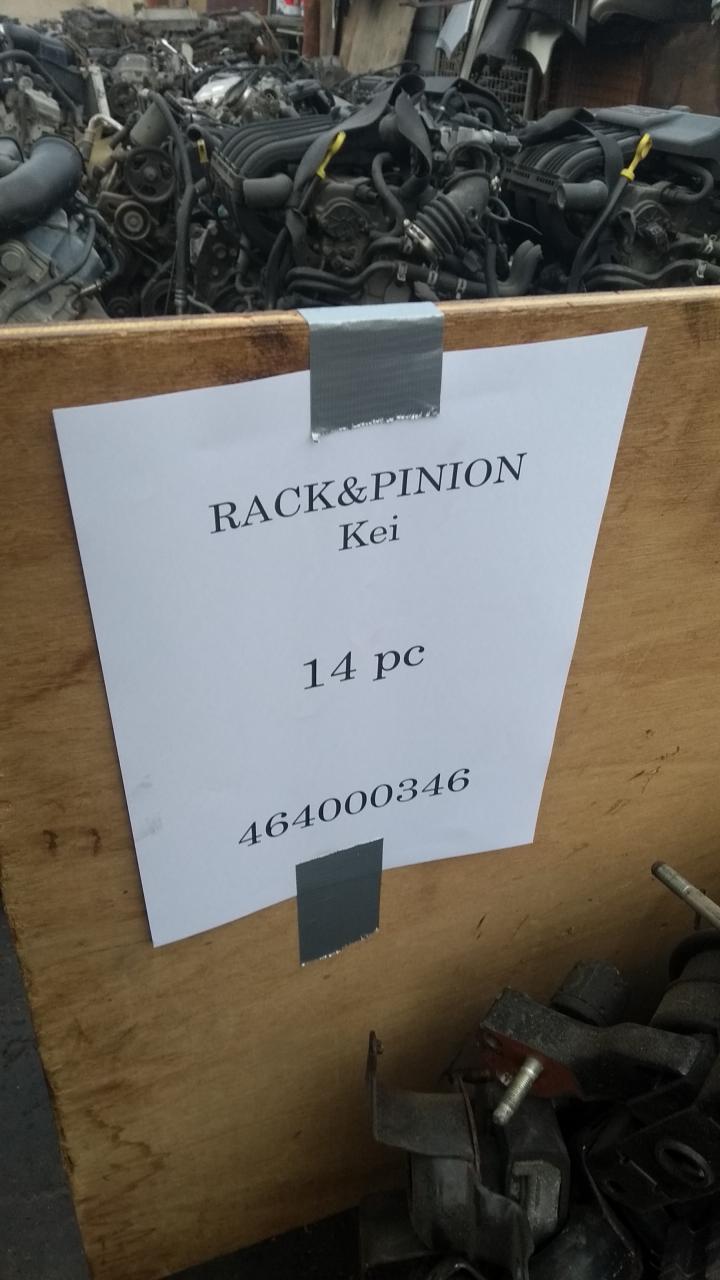 RACK&PINION
Kei
14 pc
464000346